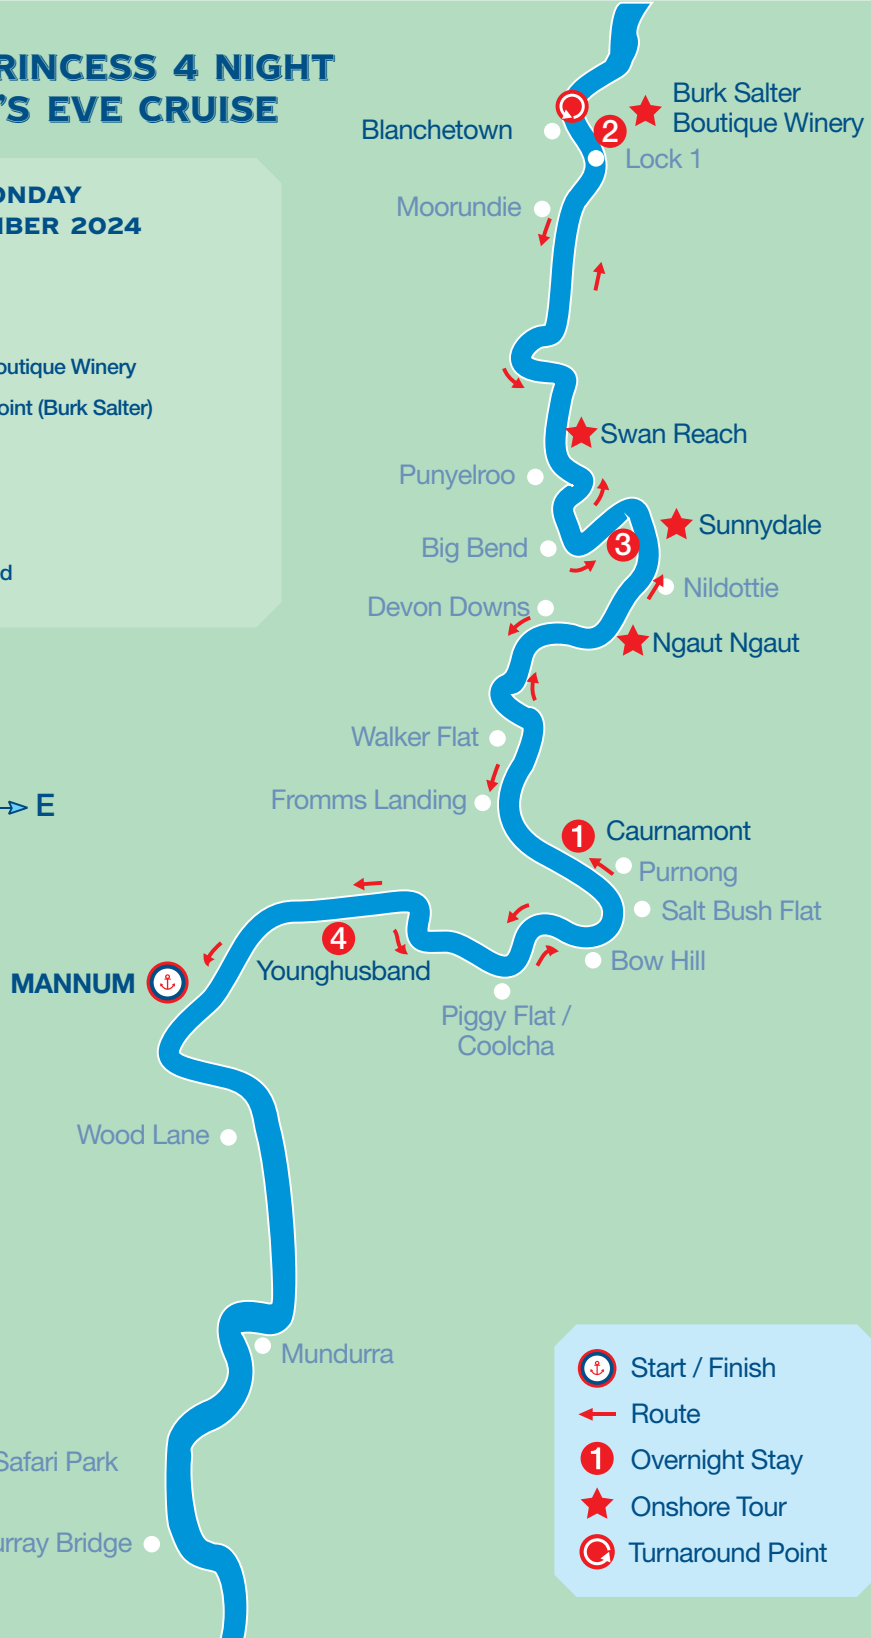 RINCESS 4 NIGHT
'S EVE CRUISE
ONDAY
MBER 2024
outique Winery
oint (Burk Salter)
d
E
Burk Salter
Boutique Winery
Blanchetown
2
Lock 1
Moorundie
Swan Reach
Punyelroo
Sunnydale
Big Bend
3
Nildottie
Devon Downs
Ngaut Ngaut
Walker Flat
Fromms Landing
1
Caurnamont
Purnong
Salt Bush Flat
4
Younghusband
Bow Hill
MANNUM
Piggy Flat /
Coolcha
Wood Lane
Mundurra
Safari Park
urray Bridge
Start / Finish
Route
1 Overnight Stay
Onshore Tour
Turnaround Point